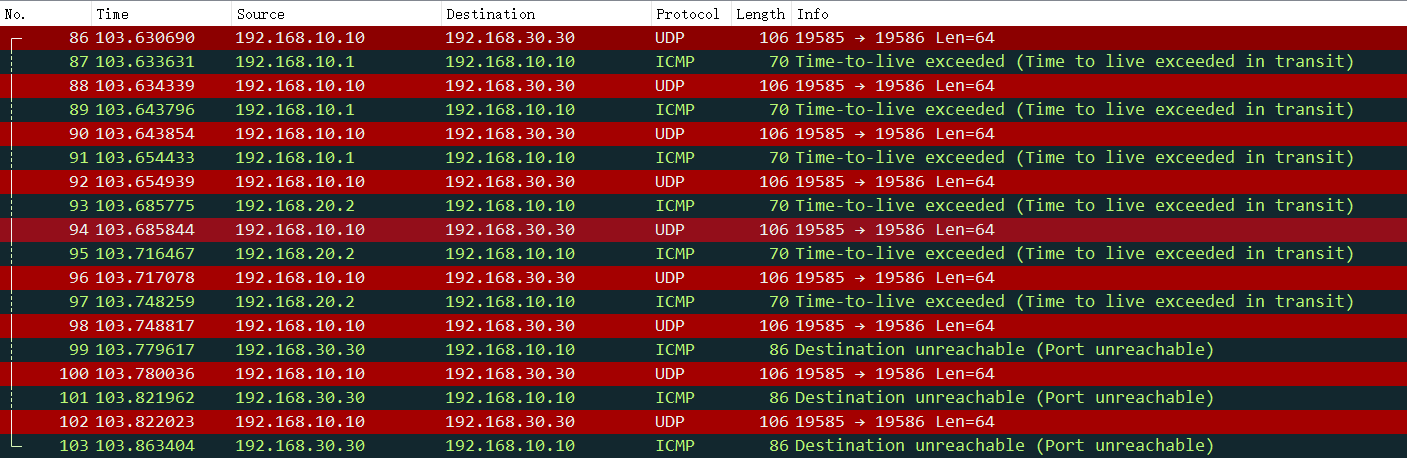 No. Time Source Destination Protocol Length Info
86 103.630690 192.168.10.10 192.168.30.30 UDP 106 19585 → 19586 Len=64
87 103.633631 192.168.10.1 192.168.10.10 ICMP 70 Time-to-live exceeded (Time to live exceeded in transit)
88 103.634339 192.168.10.10 192.168.30.30 UDP 106 19585 → 19586 Len=64
89 103.643796 192.168.10.1 192.168.10.10 ICMP 70 Time-to-live exceeded (Time to live exceeded in transit)
90 103.643854 192.168.10.10 192.168.30.30 UDP 106 19585 → 19586 Len=64
91 103.654433 192.168.10.1 192.168.10.10 ICMP 70 Time-to-live exceeded (Time to live exceeded in transit)
92 103.654939 192.168.10.10 192.168.30.30 UDP 106 19585 → 19586 Len=64
93 103.685775 192.168.20.2 192.168.10.10 ICMP 70 Time-to-live exceeded (Time to live exceeded in transit)
94 103.685844 192.168.10.10 192.168.30.30 UDP 106 19585 → 19586 Len=64
95 103.716467 192.168.20.2 192.168.10.10 ICMP 70 Time-to-live exceeded (Time to live exceeded in transit)
96 103.717078 192.168.10.10 192.168.30.30 UDP 106 19585 → 19586 Len=64
97 103.748259 192.168.20.2 192.168.10.10 ICMP 70 Time-to-live exceeded (Time to live exceeded in transit)
98 103.748817 192.168.10.10 192.168.30.30 UDP 106 19585 → 19586 Len=64
99 103.779617 192.168.30.30 192.168.10.10 ICMP 86 Destination unreachable (Port unreachable)
100 103.780036 192.168.10.10 192.168.30.30 UDP 106 19585 → 19586 Len=64
101 103.821962 192.168.30.30 192.168.10.10 ICMP 86 Destination unreachable (Port unreachable)
102 103.822023 192.168.10.10 192.168.30.30 UDP 106 19585 → 19586 Len=64
103 103.863404 192.168.30.30 192.168.10.10 ICMP 86 Destination unreachable (Port unreachable)